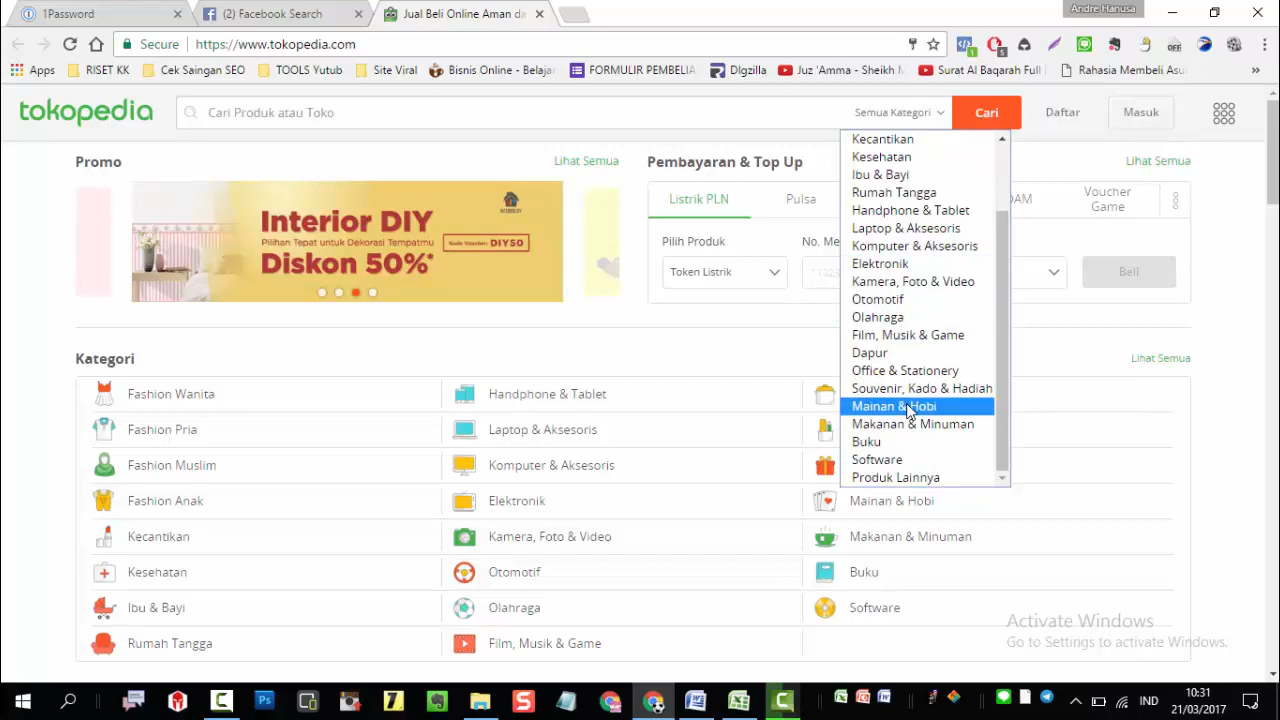 1Password
(2) Facebook Search
Jual Beli Online Aman da
Andre Hanusa
Secure
https://www.tokopedia.com
Apps
RISET KK
Cek Saingan SEO
TOOLS Yutub
Site Viral
Bisnis Online - Belaja
FORMULIR PEMBELIA
DIgzilla
Juz 'Amma - Sheikh M
Surat Al Baqarah Full
Rahasia Membeli Asu
tokopedia
Cari Produk atau Toko
Semua Kategori
Cari
Daftar
Masuk
Promo
Lihat Semua
Interior DIY
Pilihan Tepat untuk Dekorasi Tempatmu
Diskon 50%*
Kode Voucher: DIY50
Pembayaran & Top Up
Lihat Semua
Listrik PLN
Pulsa
DAM
Voucher Game
Pilih Produk
No. Me
Token Listrik
Beli
Kecantikan
Kesehatan
Ibu & Bayi
Rumah Tangga
Handphone & Tablet
Laptop & Aksesoris
Komputer & Aksesoris
Elektronik
Kamera, Foto & Video
Otomotif
Olahraga
Film, Musik & Game
Dapur
Office & Stationery
Souvenir, Kado & Hadiah
Mainan & Hobi
Makanan & Minuman
Buku
Software
Produk Lainnya
Kategori
Lihat Semua
Fashion Wanita
Fashion Pria
Fashion Muslim
Fashion Anak
Kecantikan
Kesehatan
Ibu & Bayi
Rumah Tangga
Handphone & Tablet
Laptop & Aksesoris
Komputer & Aksesoris
Elektronik
Kamera, Foto & Video
Otomotif
Olahraga
Film, Musik & Game
Mainan & Hobi
Makanan & Minuman
Buku
Software
Activate Windows
Go to Settings to activate Windows.
IND
10:31
21/03/2017